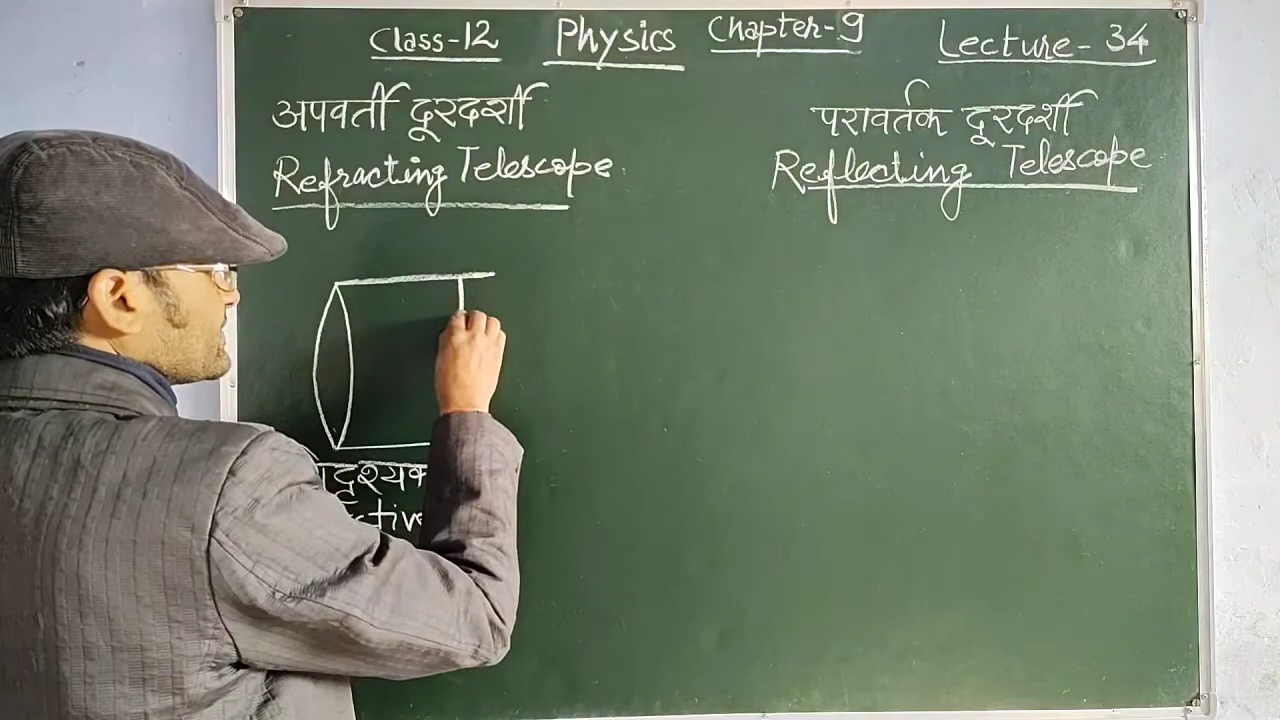 Class-12 Physics Chapter-9 Lecture-34
अपवर्ती दूरदर्शी
Refracting Telescope
परावर्तक दूरदर्शी
Reflecting Telescope